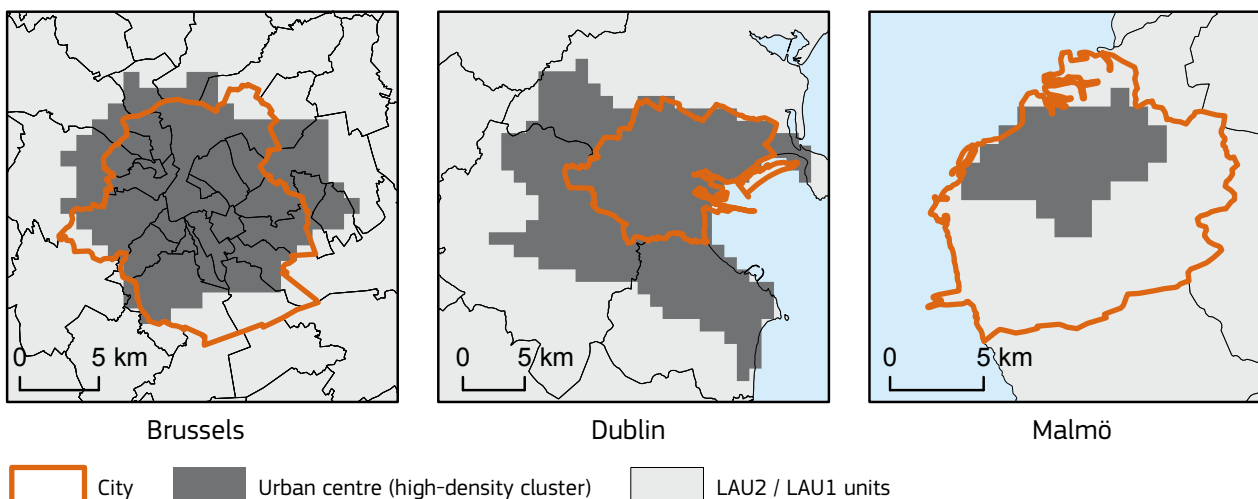 0 5 km
0 5 km
0 5 km
Brussels
Dublin
Malmö
City
Urban centre (high-density cluster)
LAU2 / LAU1 units